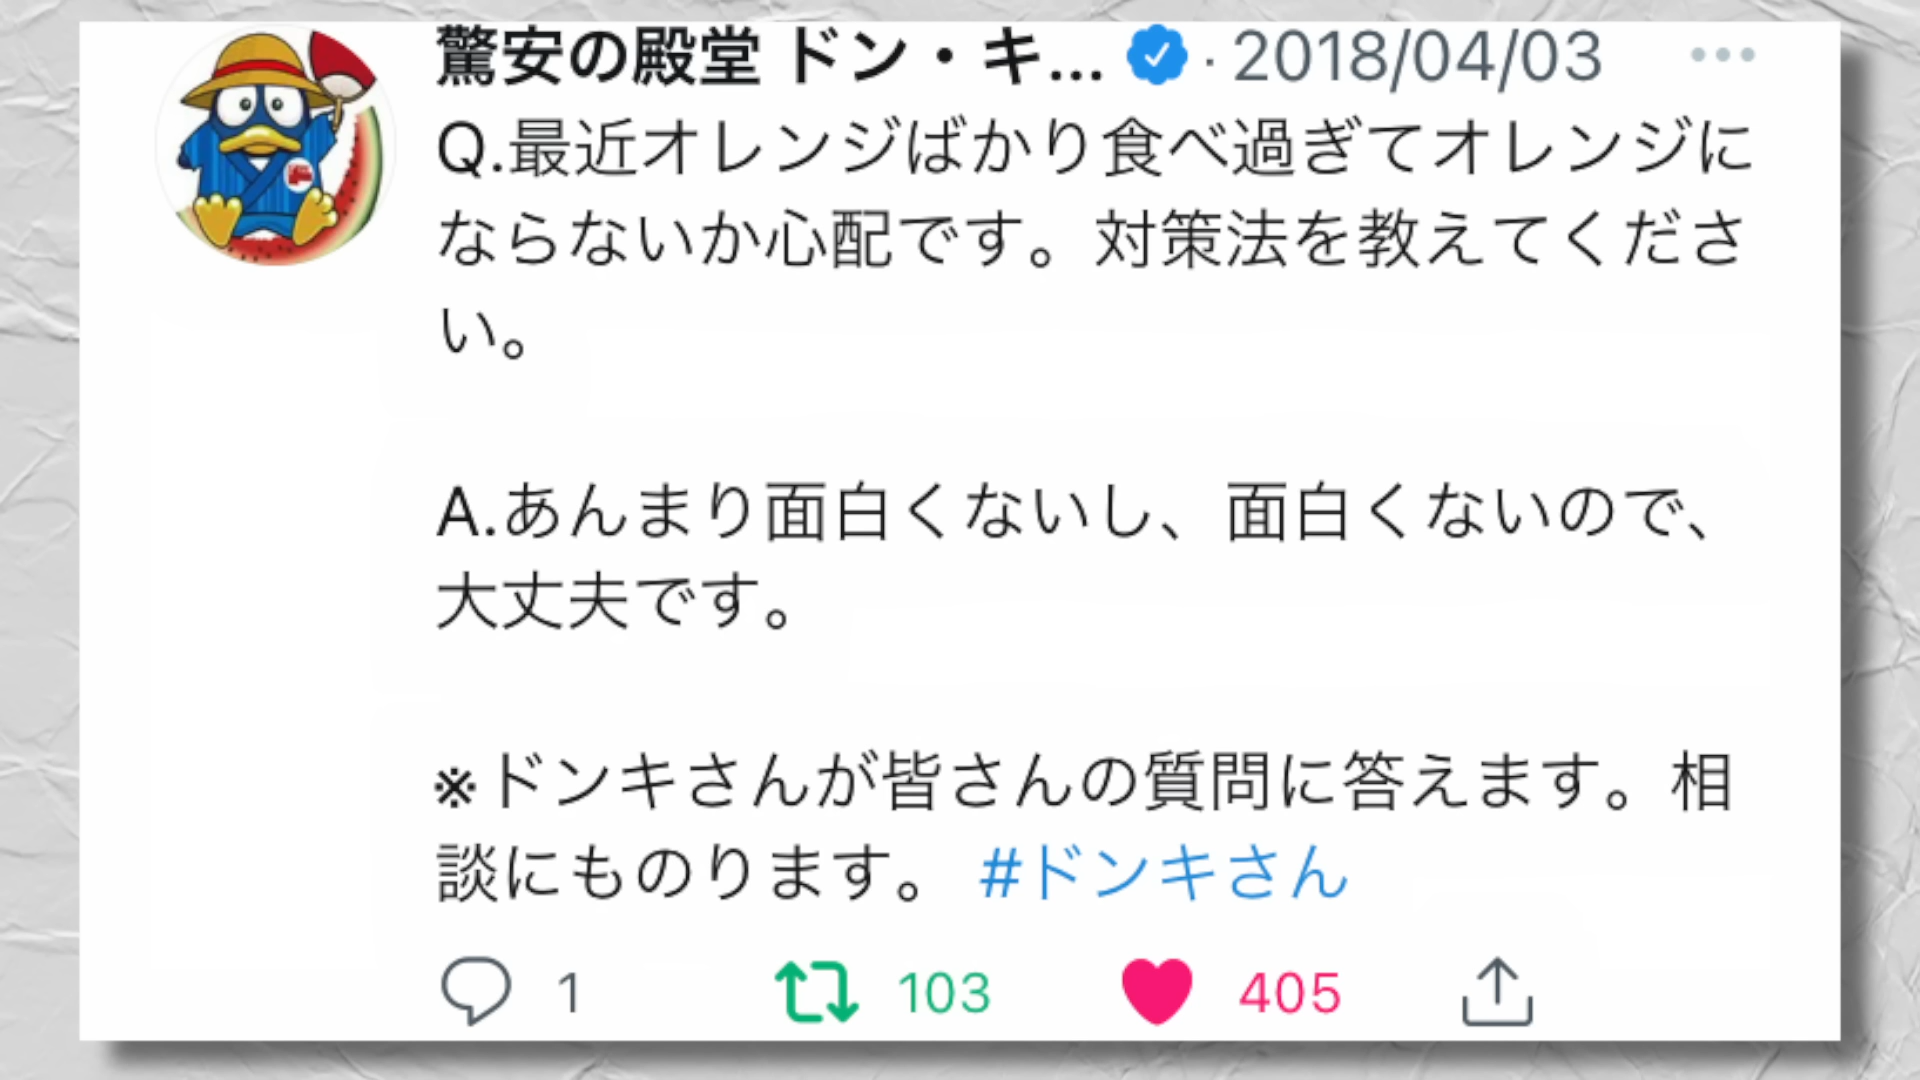 驚安の殿堂 ドン・キ... · 2018/04/03
Q.最近オレンジばかり食べ過ぎてオレンジに
ならないか心配です。対策法を教えてくださ
い。
A.あんまり面白くないし、面白くないので、
大丈夫です。
※ドンキさんが皆さんの質問に答えます。相
談にものります。 #ドンキさん
1 103 405